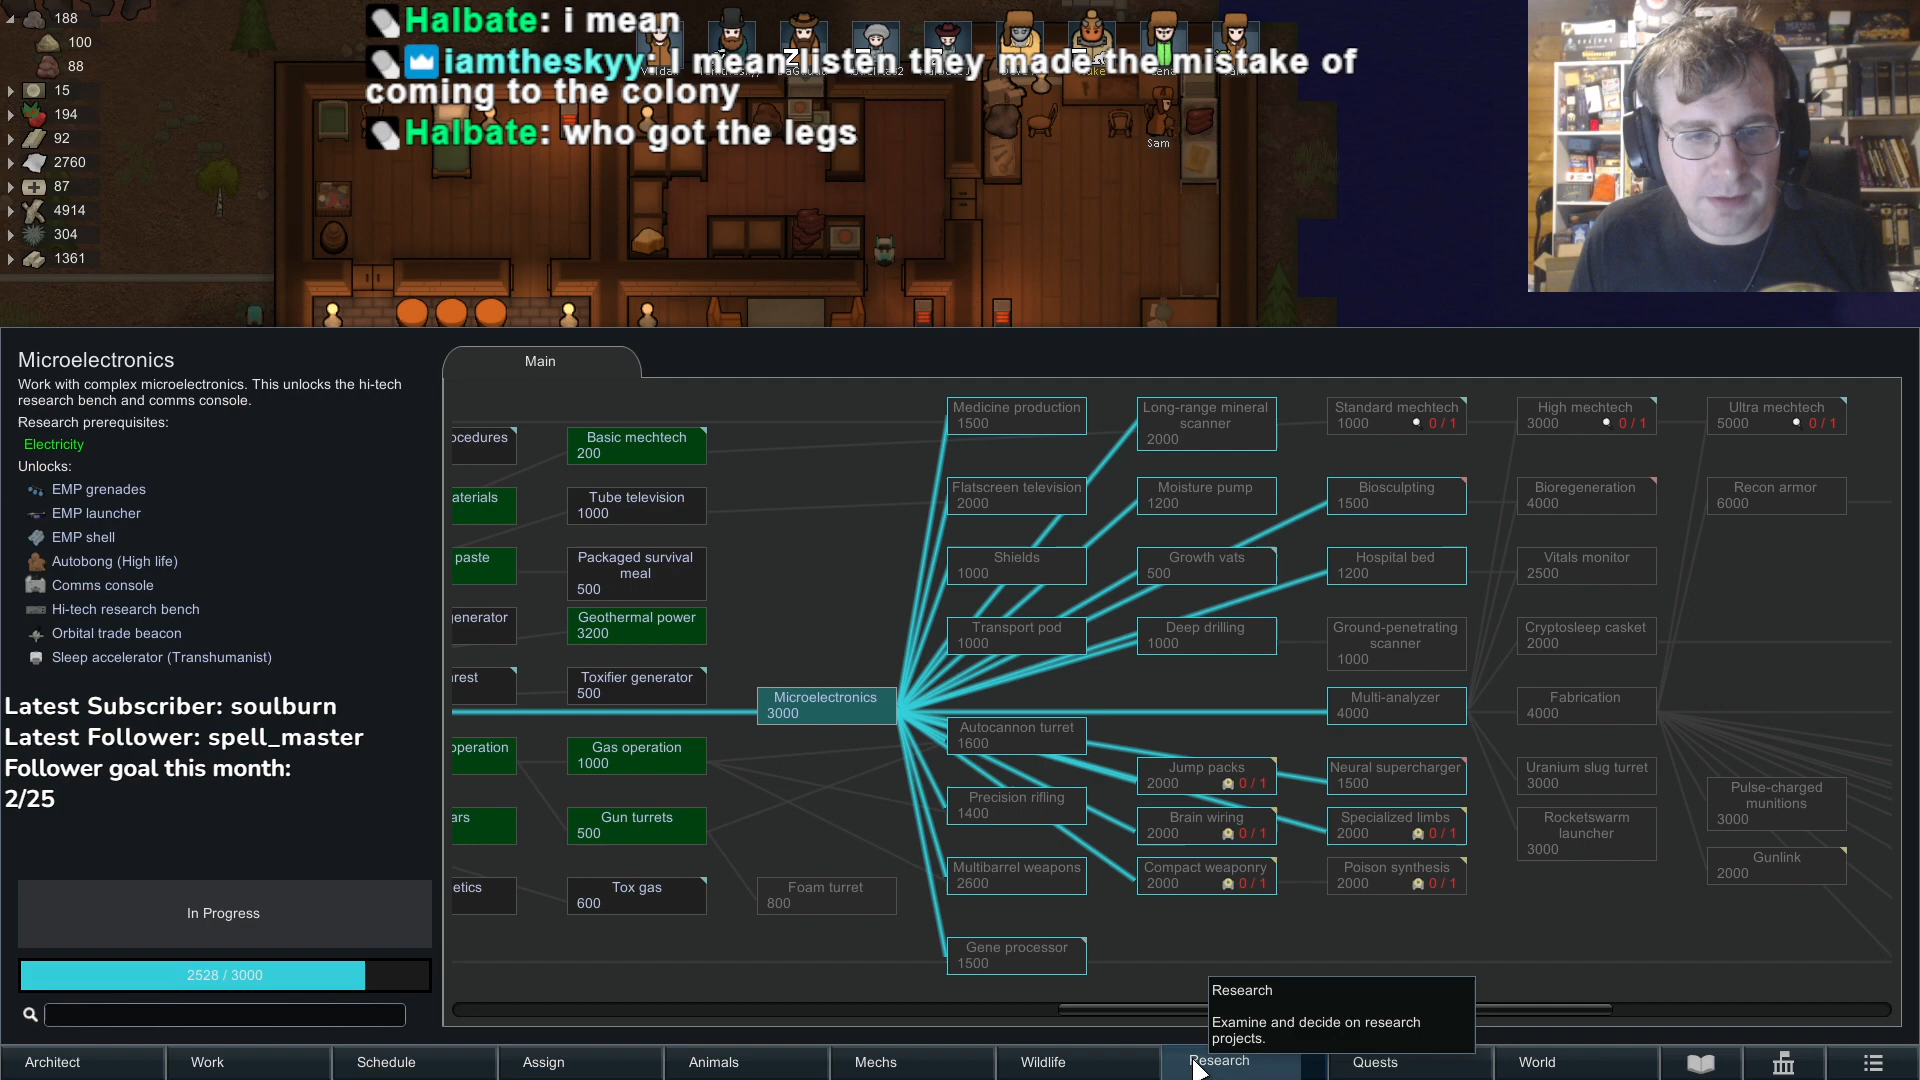 188
100
88
15
194
92
2760
87
4914
304
1361
Halbate: i mean
iamtheskyy: I mean listen they made the mistake of
coming to the colony
Halbate: who got the legs
Sam
Microelectronics
Work with complex microelectronics. This unlocks the hi-tech
research bench and comms console.
Research prerequisites:
Electricity
Unlocks:
EMP grenades
EMP launcher
EMP shell
Autobong (High life)
Comms console
Hi-tech research bench
Orbital trade beacon
Sleep accelerator (Transhumanist)
Latest Subscriber: soulburn
Latest Follower: spell_master
Follower goal this month:
2/25
In Progress
2528 / 3000
Main
ocedures
aterials
paste
generator
rest
operation
ars
etics
Basic mechtech
200
Tube television
1000
Packaged survival
meal
500
Geothermal power
3200
Toxifier generator
500
Gas operation
1000
Gun turrets
500
Tox gas
600
Microelectronics
3000
Foam turret
800
Medicine production
1500
Flatscreen television
2000
Shields
1000
Transport pod
1000
Autocannon turret
1600
Precision rifling
1400
Multibarrel weapons
2600
Gene processor
1500
Long-range mineral
scanner
2000
Moisture pump
1200
Growth vats
500
Deep drilling
1000
Jump packs
2000 0 / 1
Brain wiring
2000 0 / 1
Compact weaponry
2000 0 / 1
Standard mechtech
1000 0 / 1
Biosculpting
1500
Hospital bed
1200
Ground-penetrating
scanner
1000
Multi-analyzer
4000
Neural supercharger
1500
Specialized limbs
2000 0 / 1
Poison synthesis
2000 0 / 1
High mechtech
3000 0 / 1
Bioregeneration
4000
Vitals monitor
2500
Cryptosleep casket
2000
Fabrication
4000
Uranium slug turret
3000
Rocketswarm
launcher
3000
Ultra mechtech
5000 0 / 1
Recon armor
6000
Pulse-charged
munitions
3000
Gunlink
2000
Research
Examine and decide on research
projects.
Architect
Work
Schedule
Assign
Animals
Mechs
Wildlife
Research
Quests
World